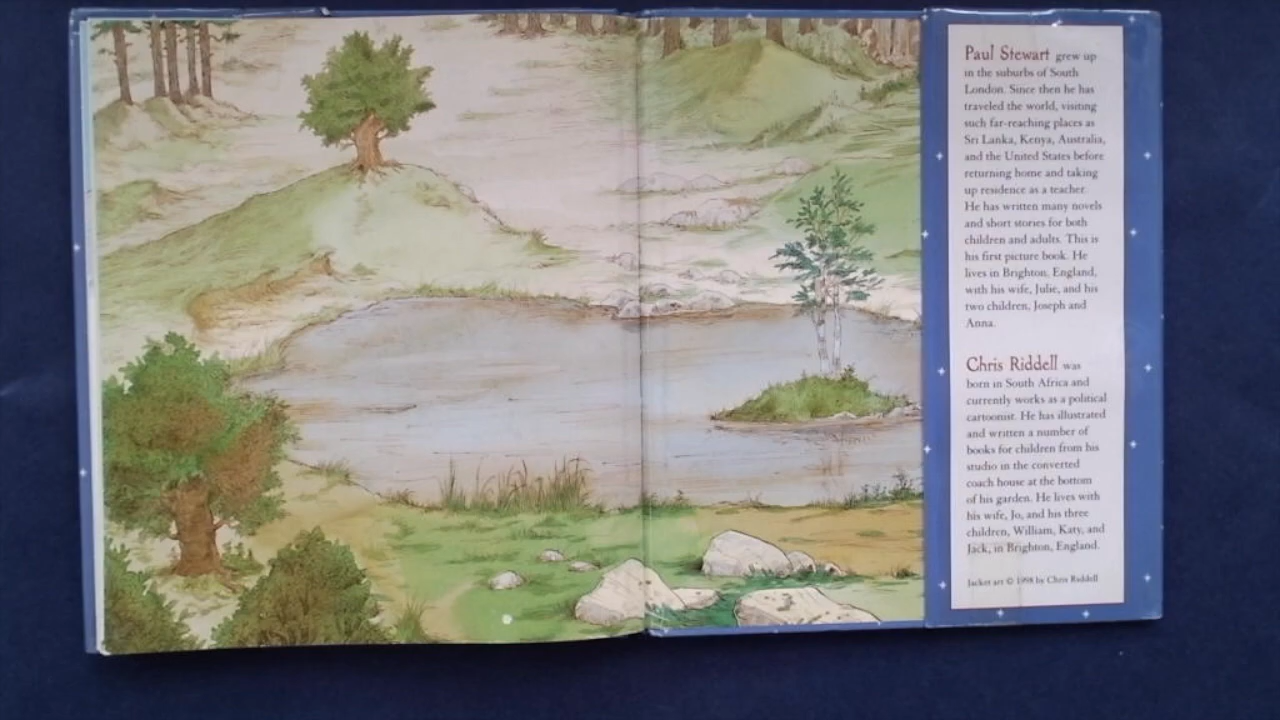 Paul Stewart grew up
in the suburbs of South
London. Since then he has
traveled the world, visiting
such far-reaching places as
Sri Lanka, Kenya, Australia,
and the United States before
returning home and taking
up residence as a teacher.
He has written many novels
and short stories for both
children and adults. This is
his first picture book. He
lives in Brighton, England,
with his wife, Julie, and his
two children, Joseph and
Anna.
Chris Riddell was
born in South Africa and
currently works as a political
cartoonist. He has illustrated
and written a number of
books for children from his
studio in the converted
coach house at the bottom
of his garden. He lives with
his wife, Jo, and his three
children, William, Katy, and
Jack, in Brighton, England.
Jacket art © 1998 by Chris Riddell